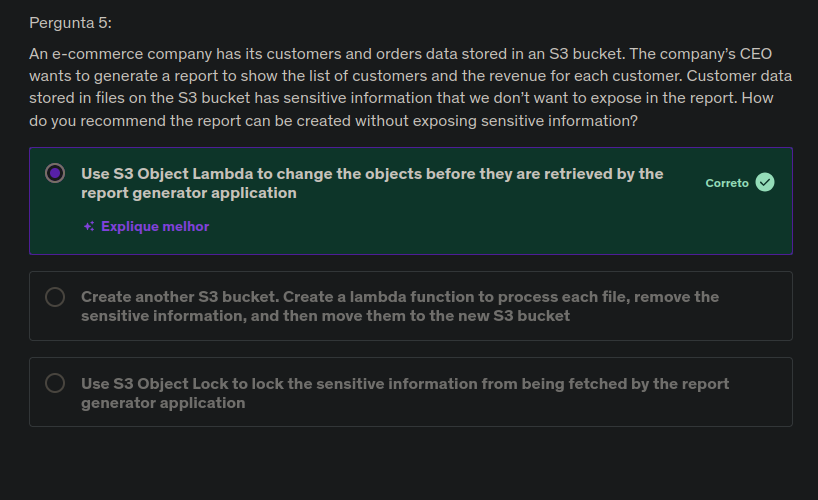 Pergunta 5:
An e-commerce company has its customers and orders data stored in an S3 bucket. The company’s CEO
wants to generate a report to show the list of customers and the revenue for each customer. Customer data
stored in files on the S3 bucket has sensitive information that we don’t want to expose in the report. How
do you recommend the report can be created without exposing sensitive information?
Use S3 Object Lambda to change the objects before they are retrieved by the
report generator application
Correto
Explique melhor
Create another S3 bucket. Create a lambda function to process each file, remove the
sensitive information, and then move them to the new S3 bucket
Use S3 Object Lock to lock the sensitive information from being fetched by the report
generator application